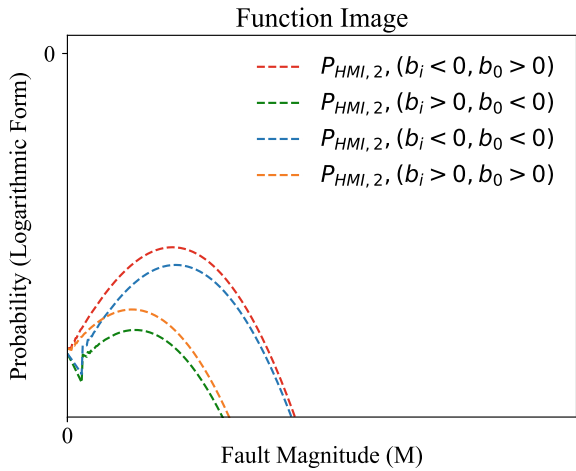 Function Image
0
P_{HMI, 2}, (b_i < 0, b_0 > 0)
P_{HMI, 2}, (b_i > 0, b_0 < 0)
P_{HMI, 2}, (b_i < 0, b_0 < 0)
P_{HMI, 2}, (b_i > 0, b_0 > 0)
Probability (Logarithmic Form)
0
Fault Magnitude (M)